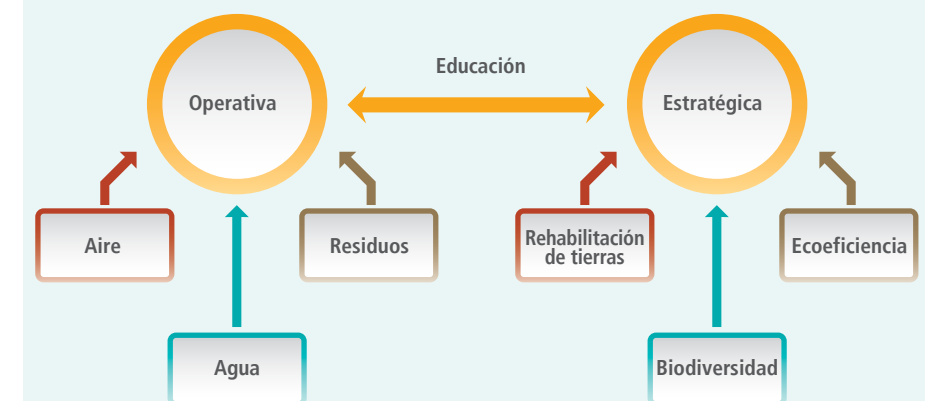 Educación
Operativa
Estratégica
Aire
Residuos
Rehabilitación
de tierras
Ecoeficiencia
Agua
Biodiversidad